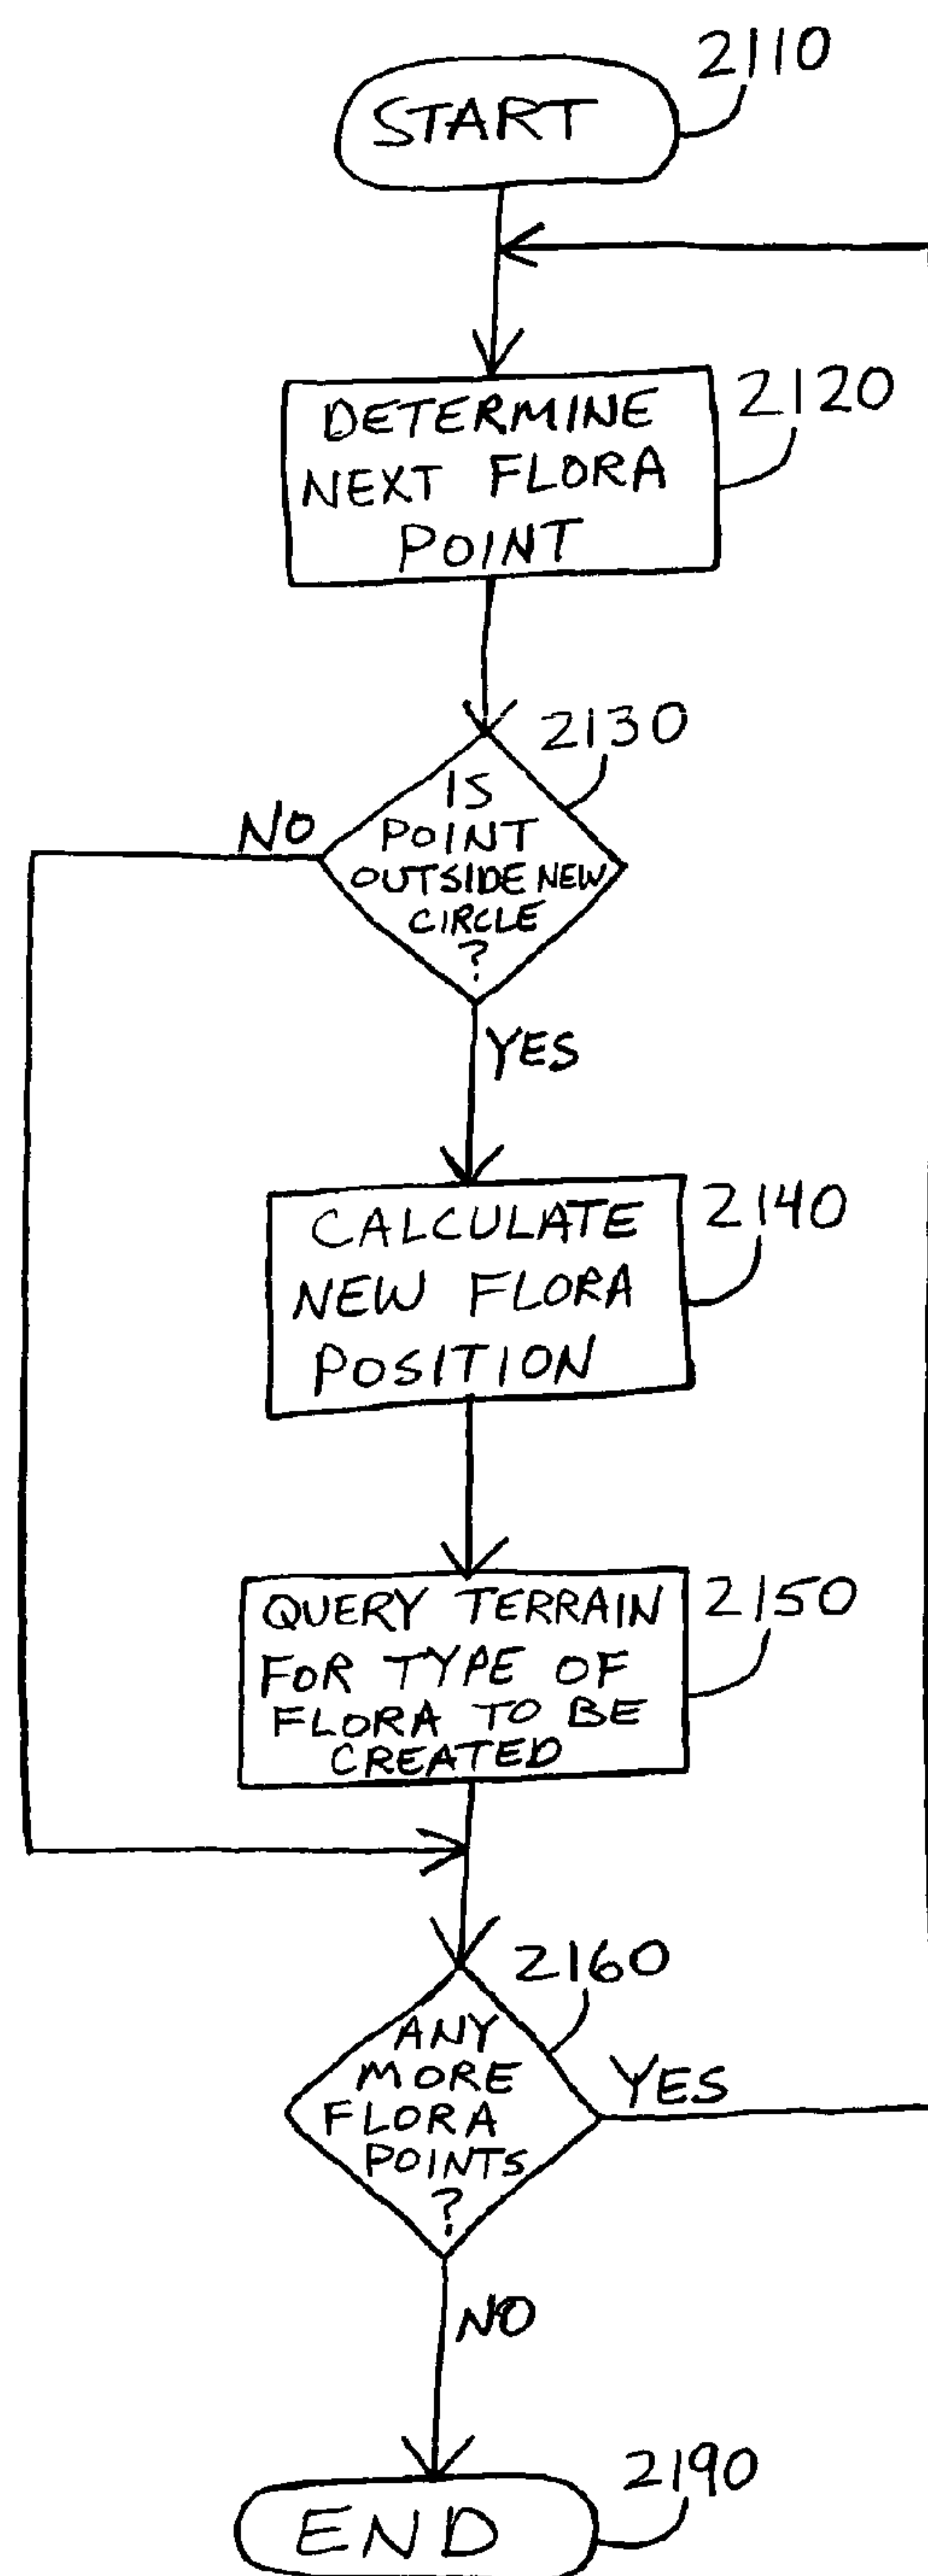 2110
START
2120
DETERMINE
NEXT FLORA
POINT
2130
NO
IS
POINT
OUTSIDE NEW
CIRCLE
?
YES
2140
CALCULATE
NEW FLORA
POSITION
2150
QUERY TERRAIN
FOR TYPE OF
FLORA TO BE
CREATED
2160
ANY
MORE
FLORA
POINTS
?
YES
NO
2190
END